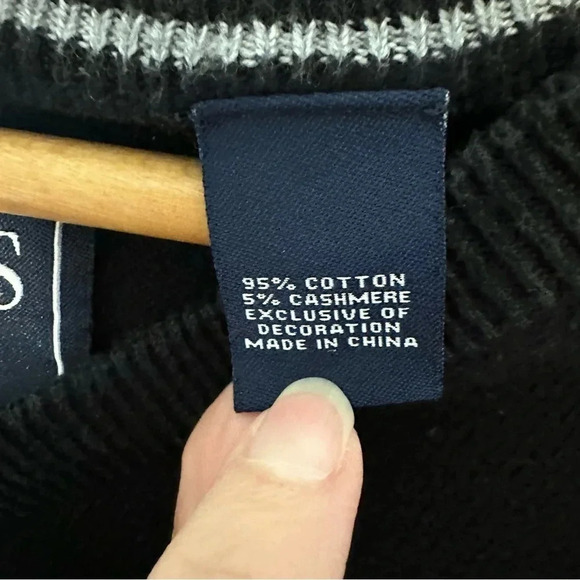 S
95% COTTON
5% CASHMERE
EXCLUSIVE OF
DECORATION
MADE IN CHINA